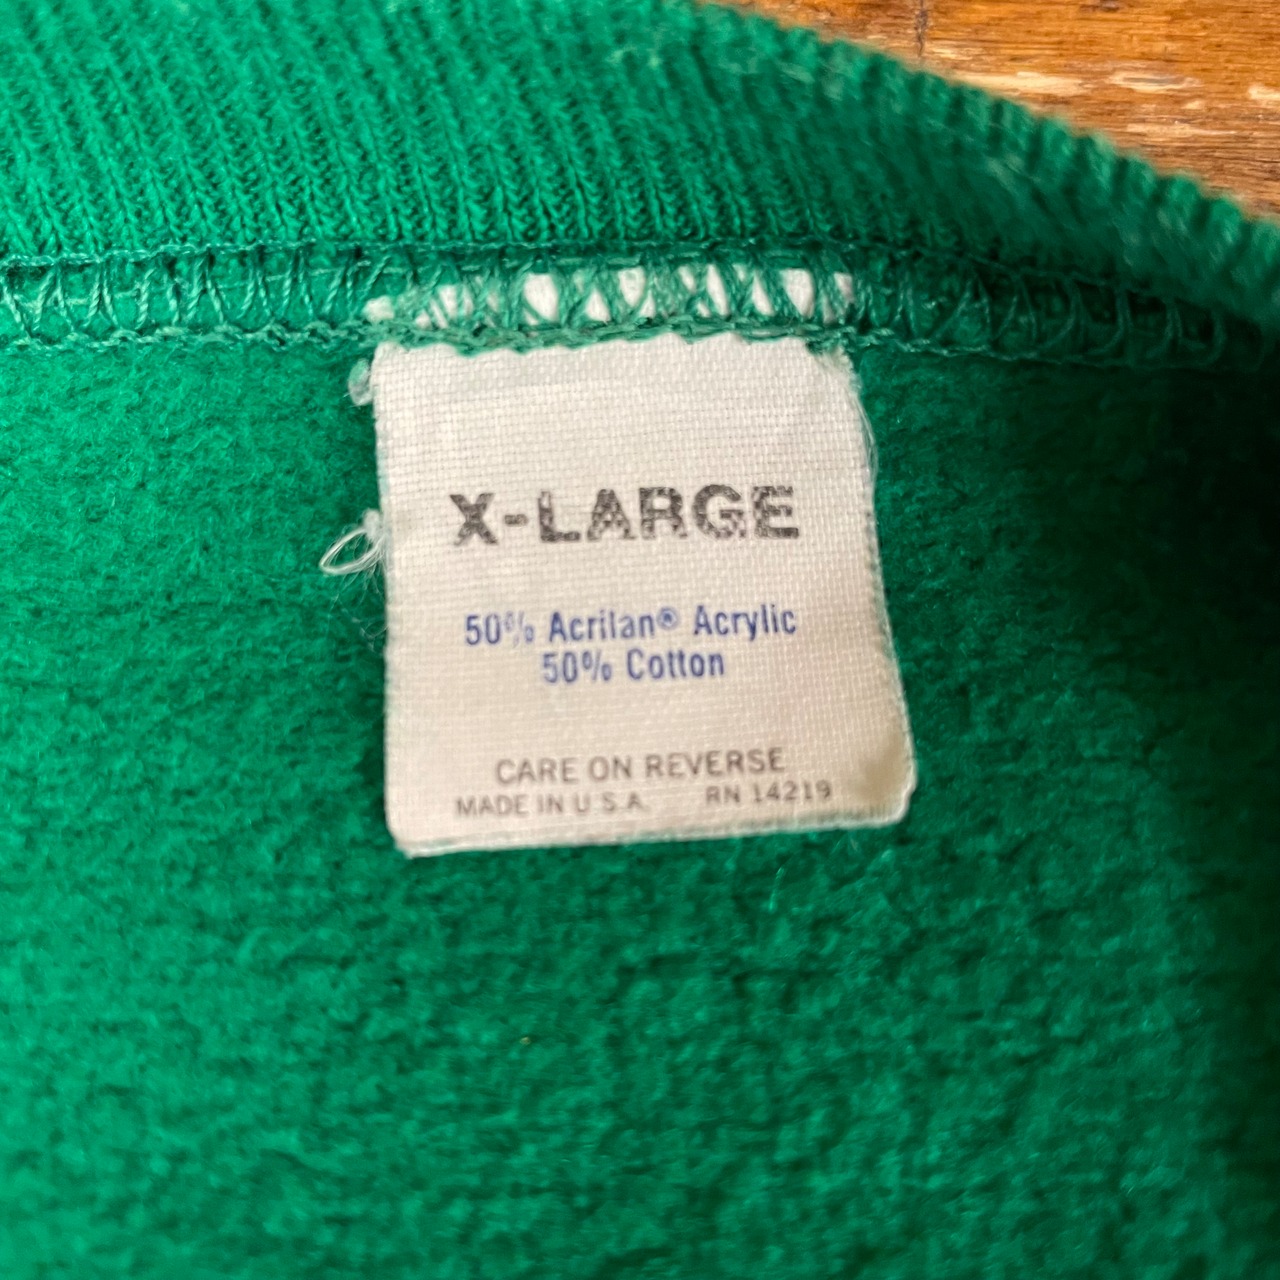 X-LARGE
50% Acrilan® Acrylic
50% Cotton
CARE ON REVERSE
MADE IN U.S.A. RN 14219